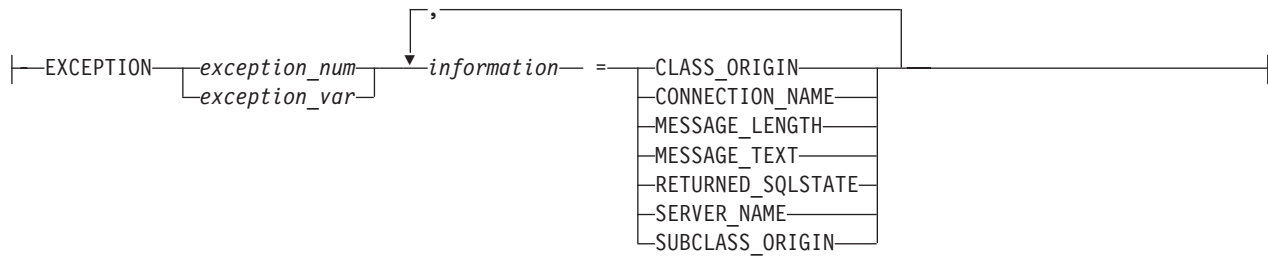 ,
EXCEPTION exception_num information = CLASS_ORIGIN
exception_var CONNECTION_NAME
MESSAGE_LENGTH
MESSAGE_TEXT
RETURNED_SQLSTATE
SERVER_NAME
SUBCLASS_ORIGIN